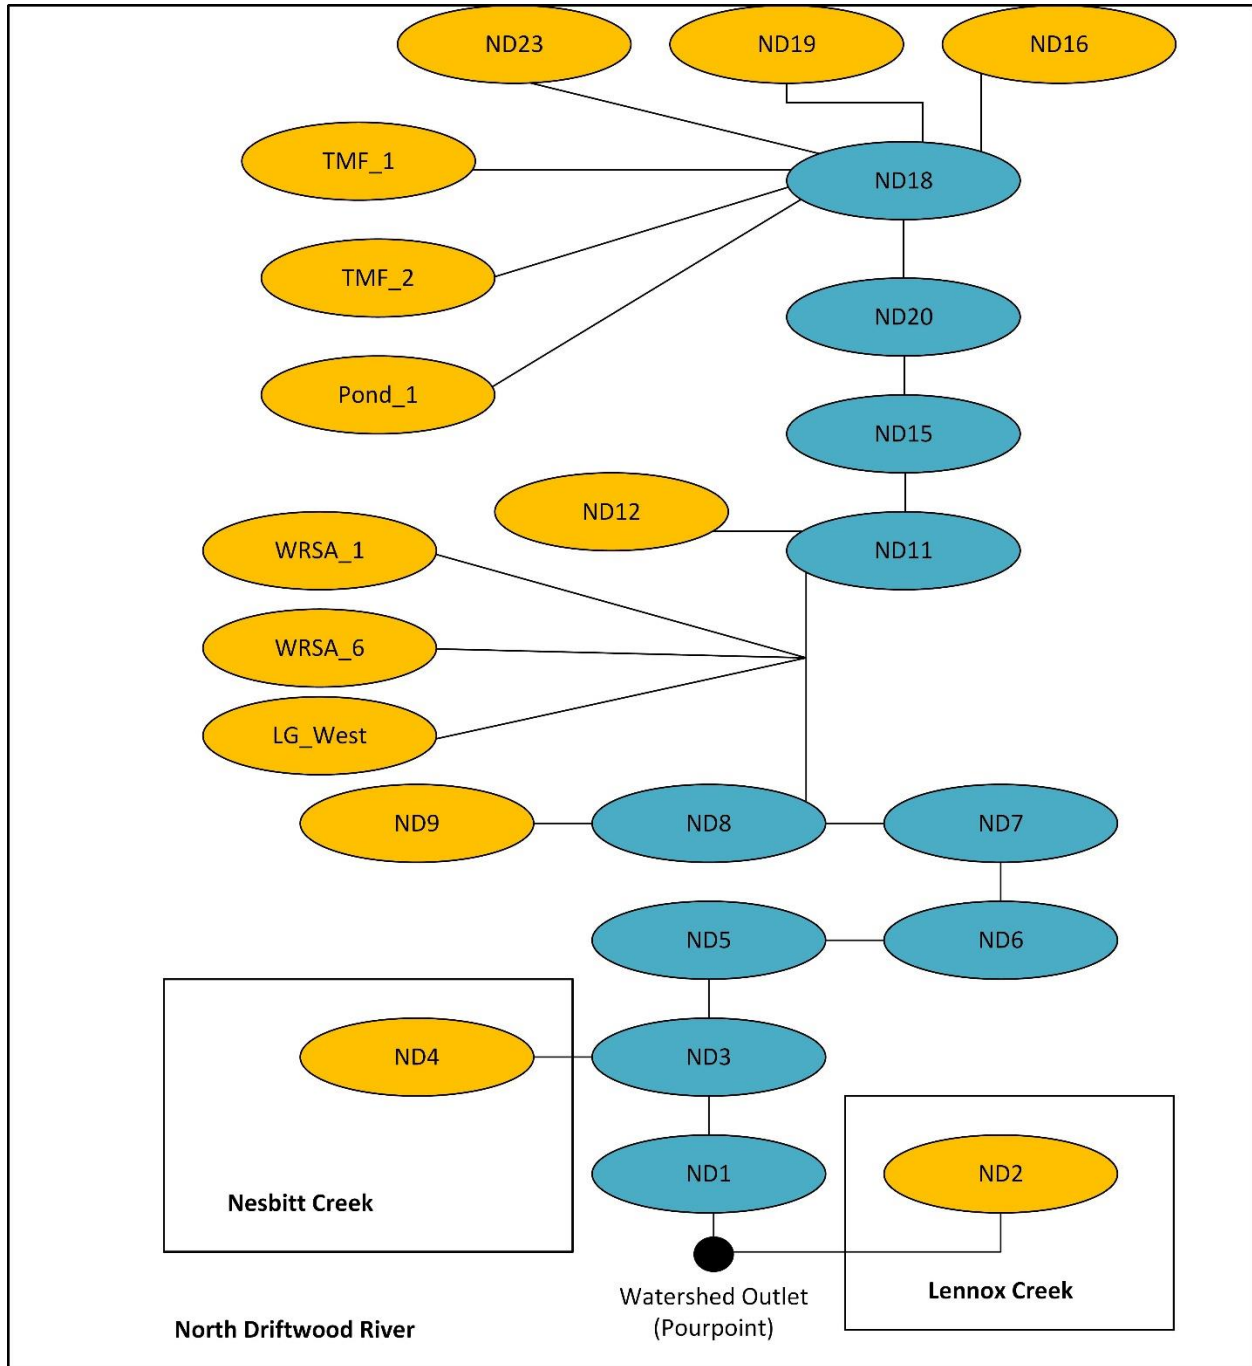 ND23
ND19
ND16
TMF_1
ND18
TMF_2
ND20
Pond_1
ND15
ND12
WRSA_1
ND11
WRSA_6
LG_West
ND9
ND8
ND7
ND5
ND6
ND4
ND3
ND1
ND2
Nesbitt Creek
Lennox Creek
Watershed Outlet
(Pourpoint)
North Driftwood River